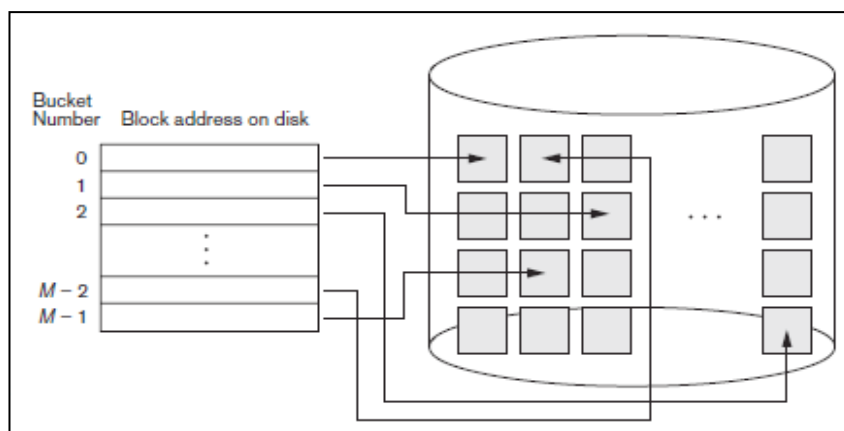 Bucket
Number Block address on disk
0
1
2
⋮
M – 2
M – 1
. . .